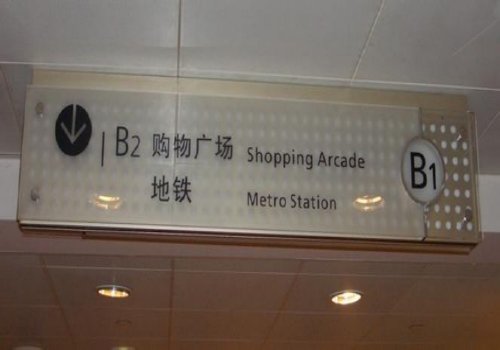 B2 购物广场 Shopping Arcade
地铁 Metro Station
B1